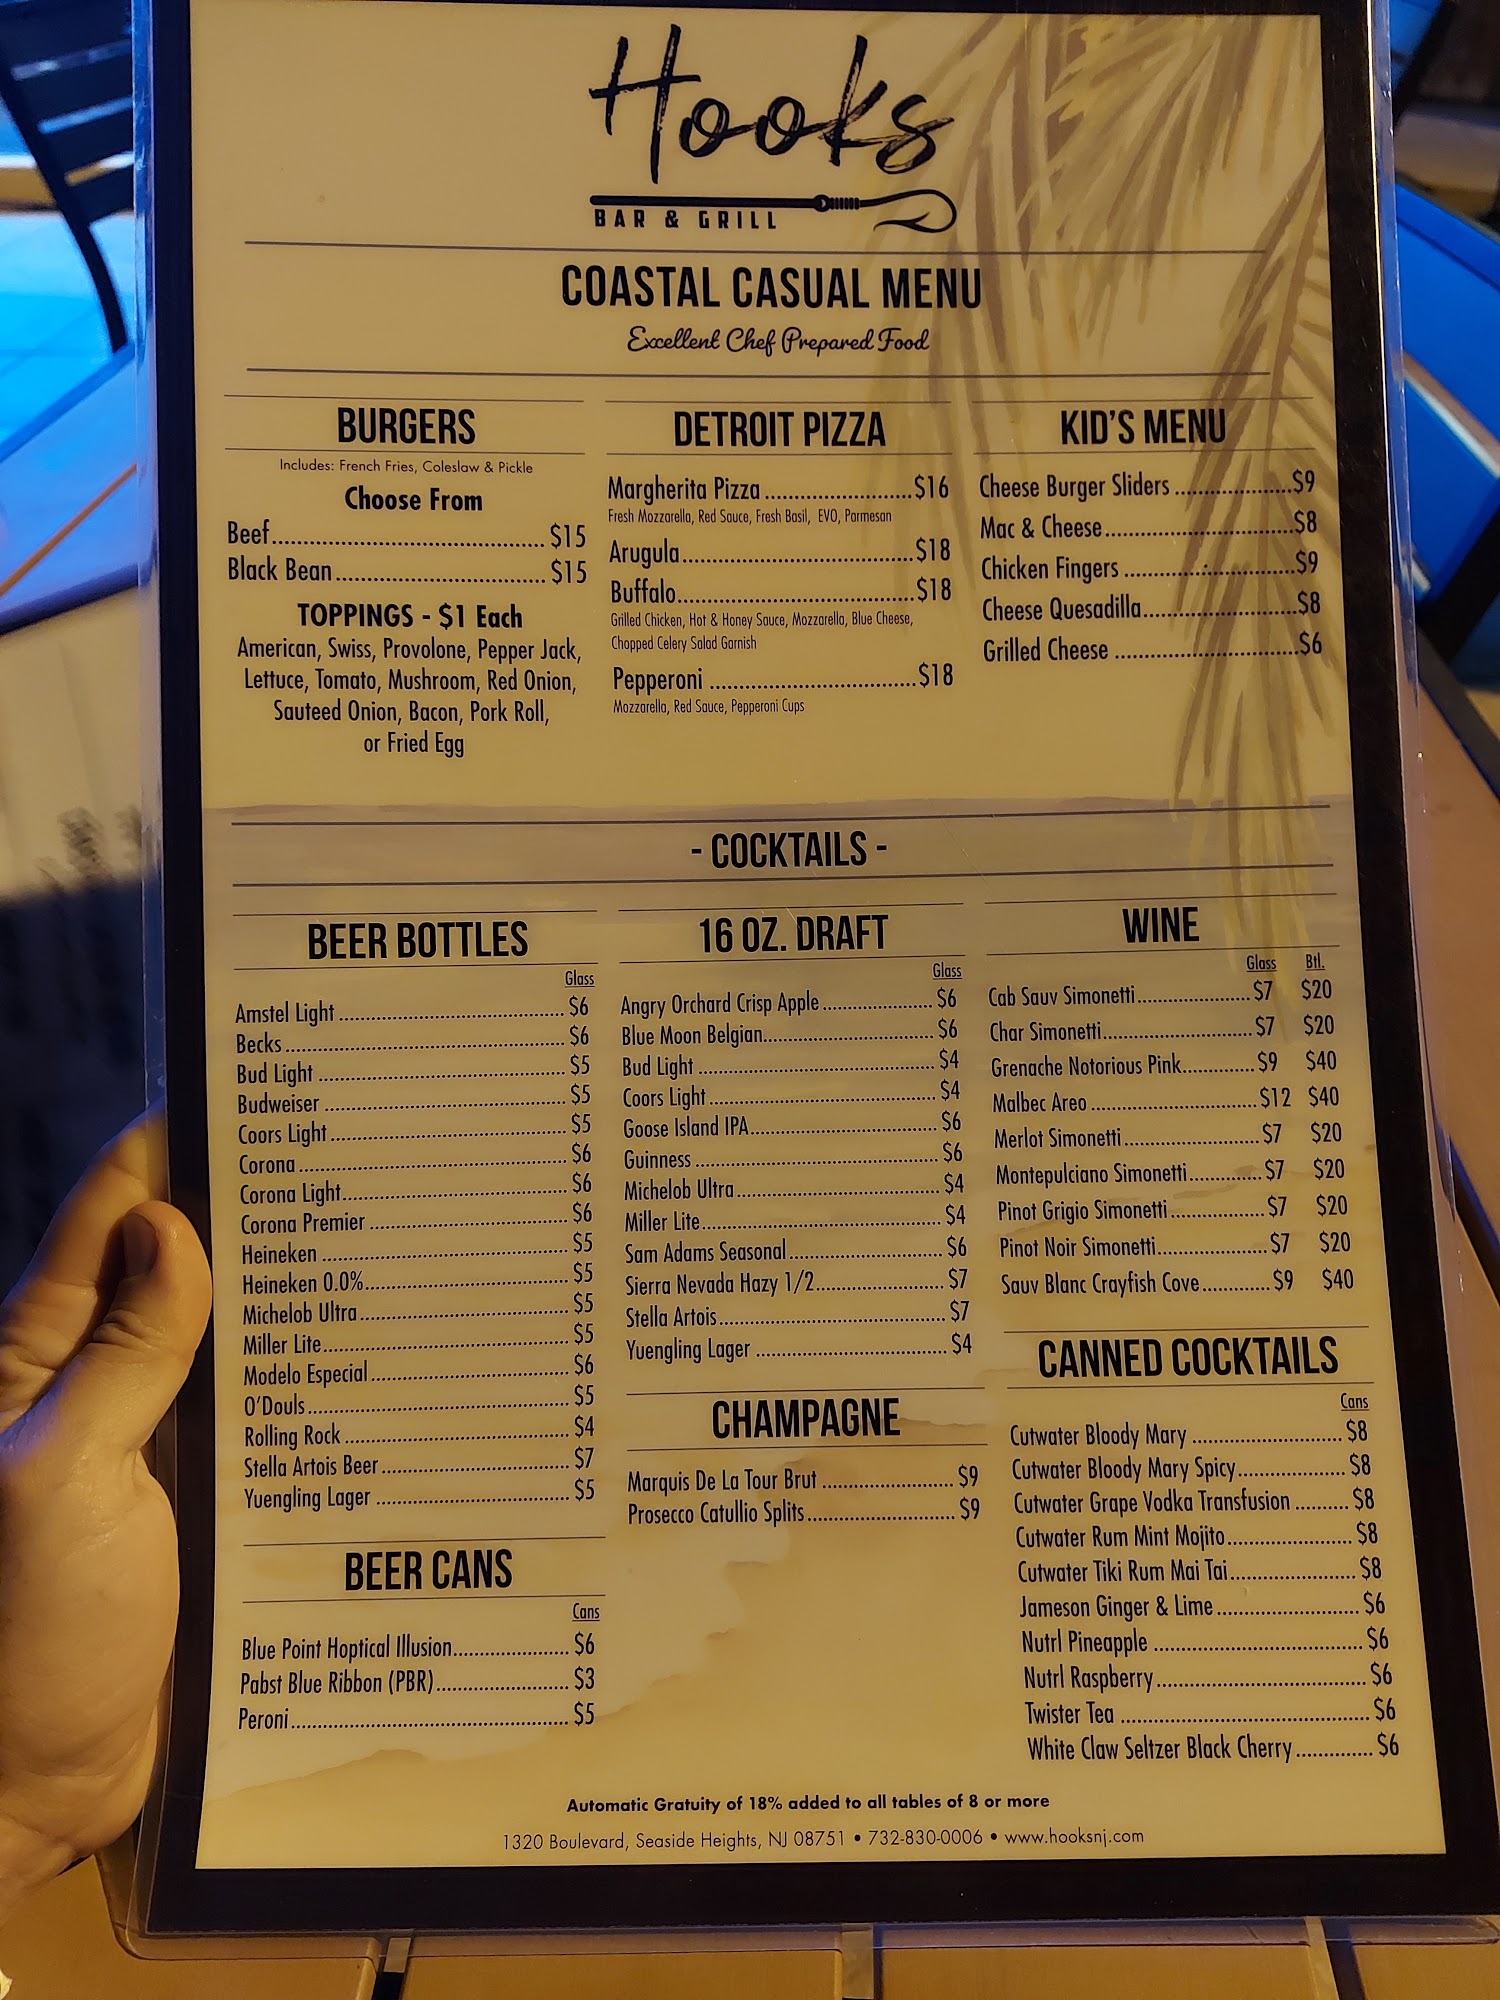 Hooks
BAR & GRILL
COASTAL CASUAL MENU
Excellent Chef Prepared Food
BURGERS
Includes: French Fries, Coleslaw & Pickle
Choose From
Beef.......... $15
Black Bean.......... $15
TOPPINGS - $1 Each
American, Swiss, Provolone, Pepper Jack,
Lettuce, Tomato, Mushroom, Red Onion,
Sauteed Onion, Bacon, Pork Roll,
or Fried Egg
DETROIT PIZZA
Margherita Pizza..........$16
Fresh Mozzarella, Red Sauce, Fresh Basil, EVO, Parmesan
Arugula..........$18
Buffalo..........$18
Grilled Chicken, Hot & Honey Sauce, Mozzarella, Blue Cheese,
Chopped Celery Salad Garnish
Pepperoni ..........$18
Mozzarella, Red Sauce, Pepperoni Cups
KID'S MENU
Cheese Burger Sliders ..........$9
Mac & Cheese..........$8
Chicken Fingers ..........$9
Cheese Quesadilla..........$8
Grilled Cheese ..........$6
- COCKTAILS -
BEER BOTTLES
Glass
Amstel Light .......... $6
Becks .......... $6
Bud Light .......... $5
Budweiser .......... $5
Coors Light .......... $5
Corona .......... $6
Corona Light.......... $6
Corona Premier .......... $6
Heineken .......... $5
Heineken 0.0%.......... $5
Michelob Ultra .......... $5
Miller Lite.......... $5
Modelo Especial .......... $6
O'Douls.......... $5
Rolling Rock .......... $4
Stella Artois Beer.......... $7
Yuengling Lager .......... $5
BEER CANS
Cans
Blue Point Hoptical Illusion.......... $6
Pabst Blue Ribbon (PBR).......... $3
Peroni.......... $5
16 OZ. DRAFT
Glass
Angry Orchard Crisp Apple .......... $6
Blue Moon Belgian.......... $6
Bud Light .......... $4
Coors Light .......... $4
Goose Island IPA.......... $6
Guinness .......... $6
Michelob Ultra .......... $4
Miller Lite.......... $4
Sam Adams Seasonal .......... $6
Sierra Nevada Hazy 1/2.......... $7
Stella Artois.......... $7
Yuengling Lager .......... $4
CHAMPAGNE
Marquis De La Tour Brut .......... $9
Prosecco Catullio Splits.......... $9
WINE
Glass Btl.
Cab Sauv Simonetti.......... $7 $20
Char Simonetti.......... $7 $20
Grenache Notorious Pink.......... $9 $40
Malbec Areo .......... $12 $40
Merlot Simonetti.......... $7 $20
Montepulciano Simonetti.......... $7 $20
Pinot Grigio Simonetti.......... $7 $20
Pinot Noir Simonetti.......... $7 $20
Sauv Blanc Crayfish Cove.......... $9 $40
CANNED COCKTAILS
Cans
Cutwater Bloody Mary .......... $8
Cutwater Bloody Mary Spicy.......... $8
Cutwater Grape Vodka Transfusion .......... $8
Cutwater Rum Mint Mojito.......... $8
Cutwater Tiki Rum Mai Tai.......... $8
Jameson Ginger & Lime .......... $6
Nutrl Pineapple .......... $6
Nutrl Raspberry .......... $6
Twister Tea .......... $6
White Claw Seltzer Black Cherry .......... $6
Automatic Gratuity of 18% added to all tables of 8 or more
1320 Boulevard, Seaside Heights, NJ 08751 • 732-830-0006 • www.hooksnj.com